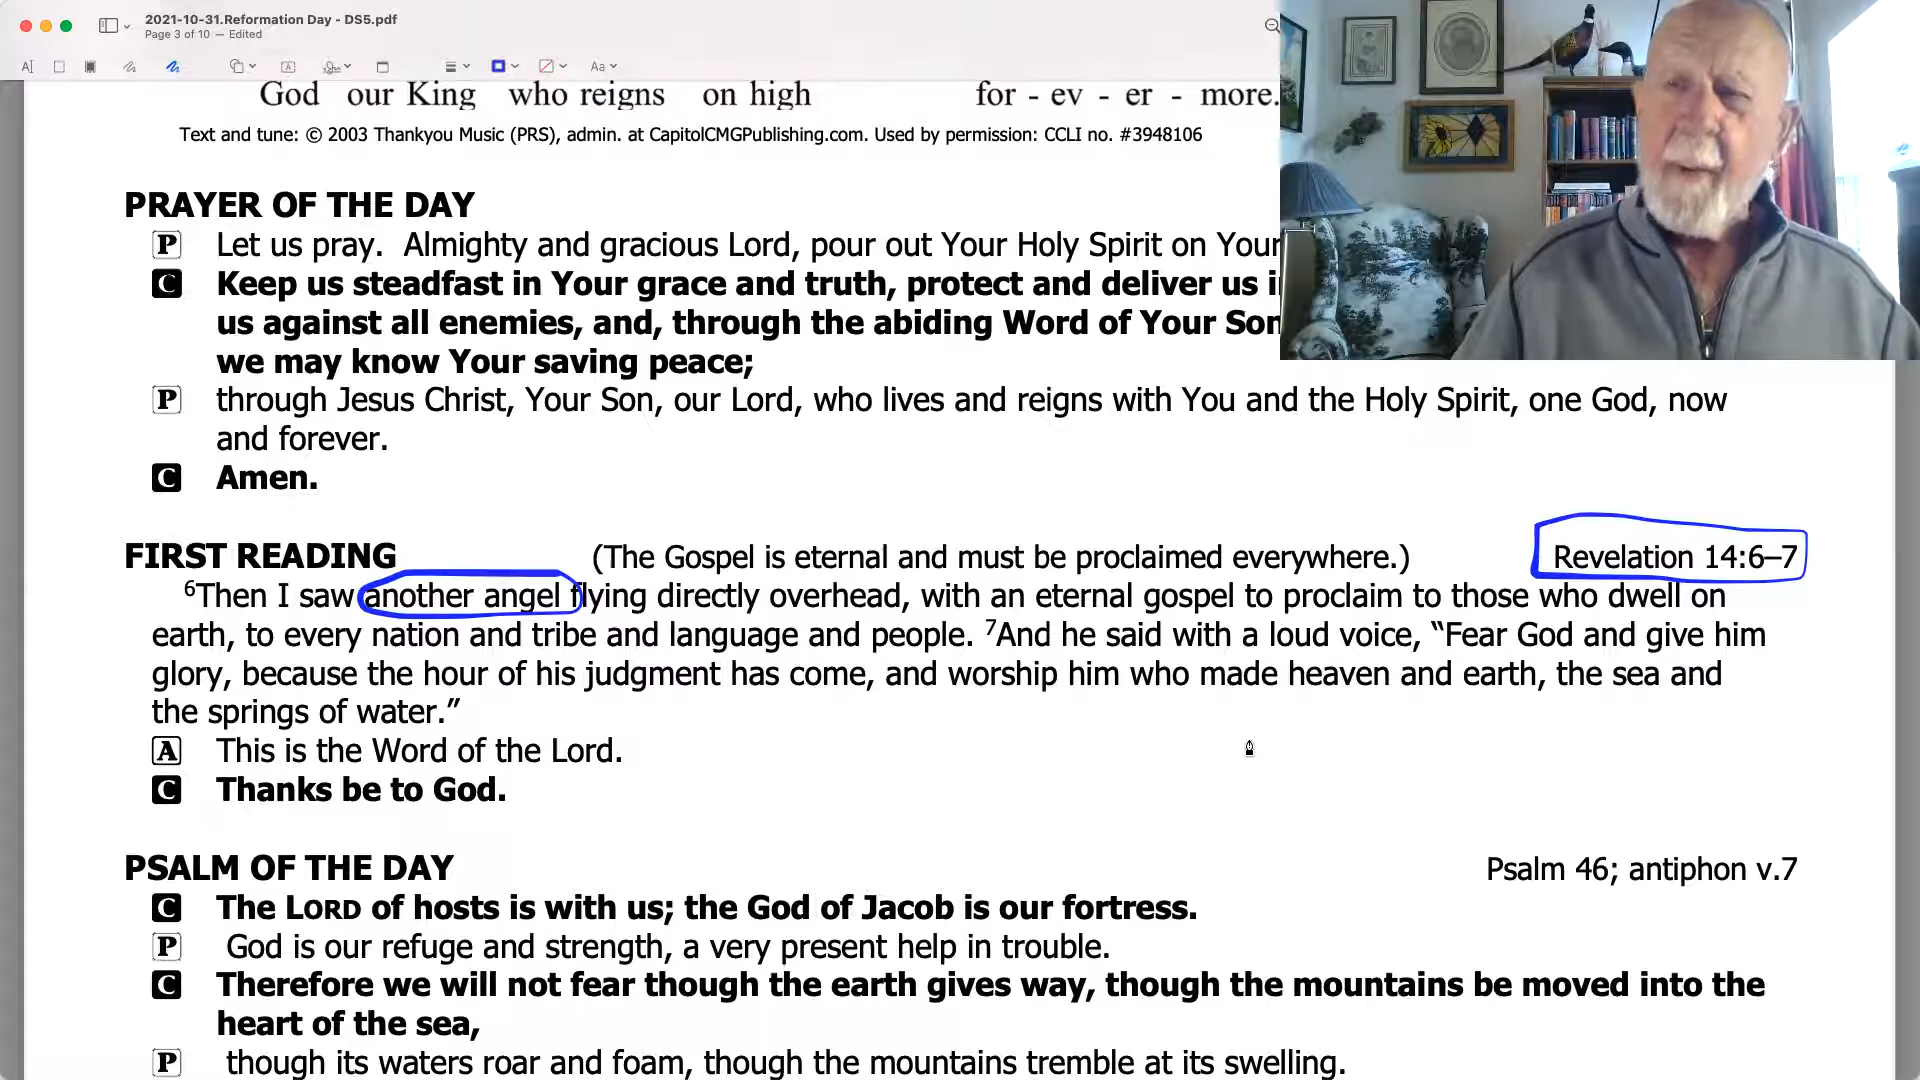 2021-10-31.Reformation Day - DS5.pdf
Page 3 of 10 — Edited
Aa
God our King who reigns on high for - ev - er - more.
Text and tune: © 2003 Thankyou Music (PRS), admin. at CapitolCMGPublishing.com. Used by permission: CCLI no. #3948106
PRAYER OF THE DAY
P Let us pray. Almighty and gracious Lord, pour out Your Holy Spirit on Your
C Keep us steadfast in Your grace and truth, protect and deliver us i
us against all enemies, and, through the abiding Word of Your Son
we may know Your saving peace;
P through Jesus Christ, Your Son, our Lord, who lives and reigns with You and the Holy Spirit, one God, now
and forever.
C Amen.
FIRST READING (The Gospel is eternal and must be proclaimed everywhere.) Revelation 14:6–7
6Then I saw another angel flying directly overhead, with an eternal gospel to proclaim to those who dwell on
earth, to every nation and tribe and language and people. 7And he said with a loud voice, “Fear God and give him
glory, because the hour of his judgment has come, and worship him who made heaven and earth, the sea and
the springs of water.”
A This is the Word of the Lord.
C Thanks be to God.
PSALM OF THE DAY Psalm 46; antiphon v.7
C The LORD of hosts is with us; the God of Jacob is our fortress.
P God is our refuge and strength, a very present help in trouble.
C Therefore we will not fear though the earth gives way, though the mountains be moved into the
heart of the sea,
P though its waters roar and foam, though the mountains tremble at its swelling.